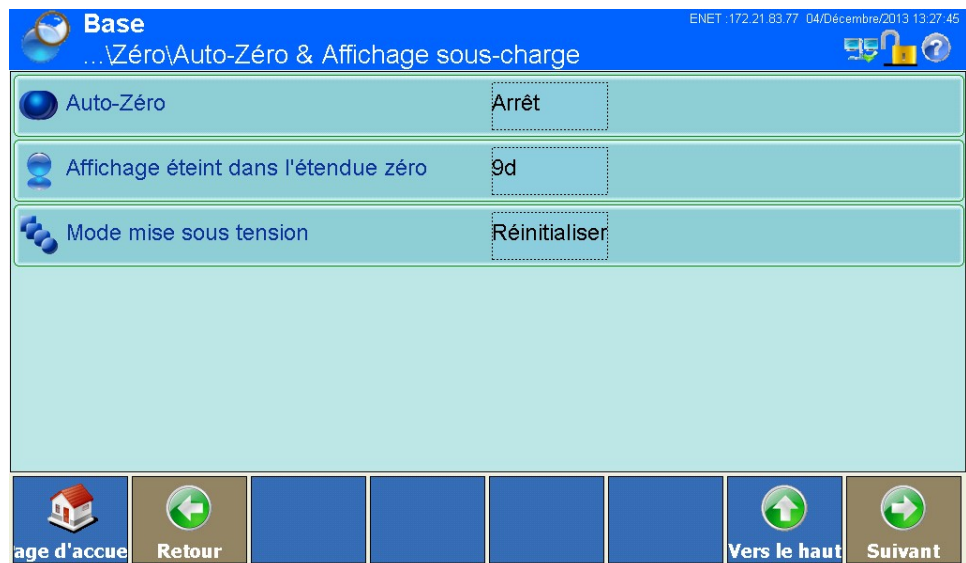 Base
ENET :172.21.83.77 04/Décembre/2013 13:27:45
...\Zéro\Auto-Zéro & Affichage sous-charge
Auto-Zéro Arrêt
Affichage éteint dans l'étendue zéro 9d
Mode mise sous tension Réinitialiser
age d'accue Retour Vers le haut Suivant